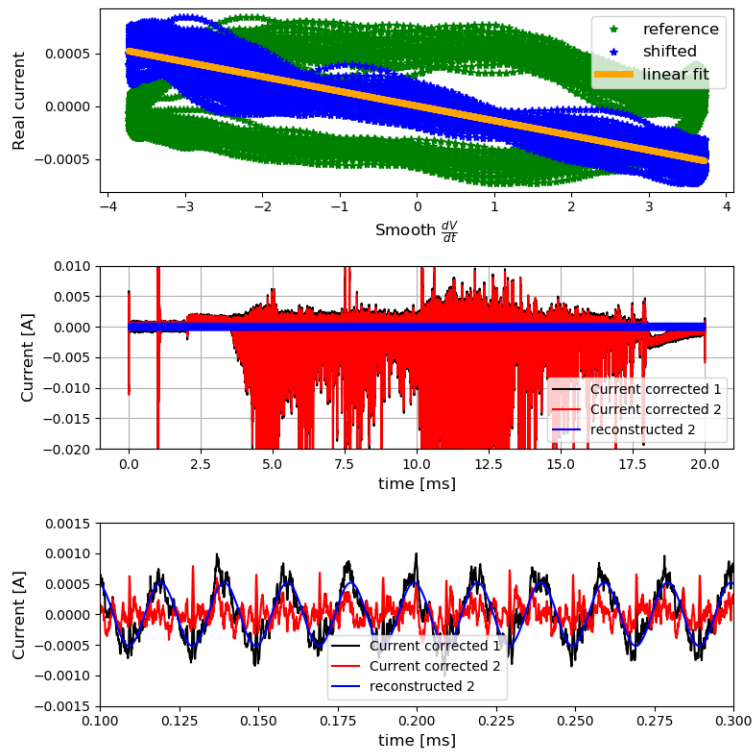 Real current
0.0005
0.0000
−0.0005
reference
shifted
linear fit
−4 −3 −2 −1 0 1 2 3 4
Smooth dV/dt
Current [A]
0.010
0.005
0.000
−0.005
−0.010
−0.015
−0.020
Current corrected 1
Current corrected 2
reconstructed 2
0.0 2.5 5.0 7.5 10.0 12.5 15.0 17.5 20.0
time [ms]
Current [A]
0.0015
0.0010
0.0005
0.0000
−0.0005
−0.0010
−0.0015
Current corrected 1
Current corrected 2
reconstructed 2
0.100 0.125 0.150 0.175 0.200 0.225 0.250 0.275 0.300
time [ms]